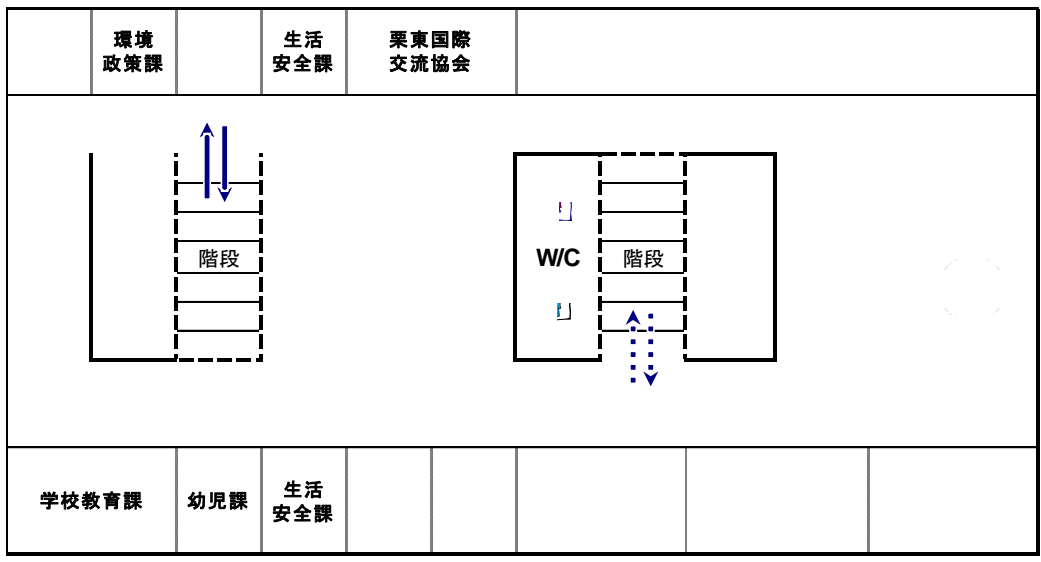 環境
政策課
生活
安全課
栗東国際
交流協会
階段
W/C
階段
学校教育課
幼児課
生活
安全課